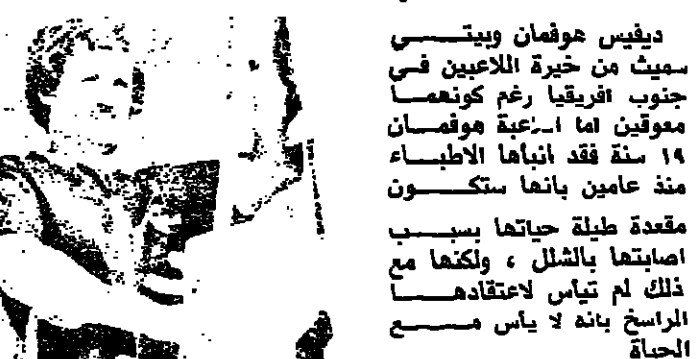 ديفيس هوفمان وبيتي
سميث من خيرة اللاعبين في
جنوب افريقيا رغم كونهما
معوقين اما هوفمان
١٩ سنة فقد انبأها الاطباء
منذ عامين بانها ستكون
مقعدة طيلة حياتها بسبب
اصابتها بالشلل ، ولكنها مع
ذلك لم تيأس لاعتقادها
الراسخ بانه لا يأس مع
الحياة